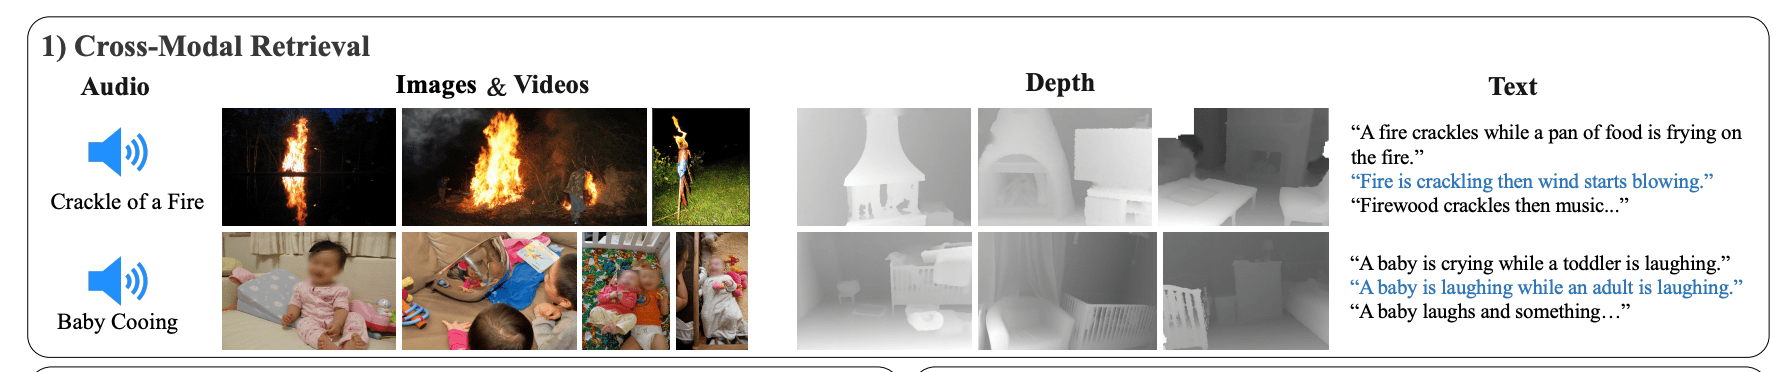 1) Cross-Modal Retrieval
Audio
Images & Videos
Depth
Text
Crackle of a Fire
“A fire crackles while a pan of food is frying on
the fire.”
“Fire is crackling then wind starts blowing.”
“Firewood crackles then music...”
Baby Cooing
“A baby is crying while a toddler is laughing.”
“A baby is laughing while an adult is laughing.”
“A baby laughs and something…”